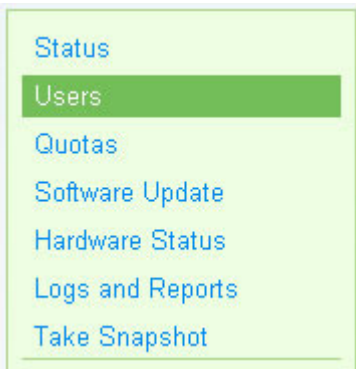 Status
Users
Quotas
Software Update
Hardware Status
Logs and Reports
Take Snapshot